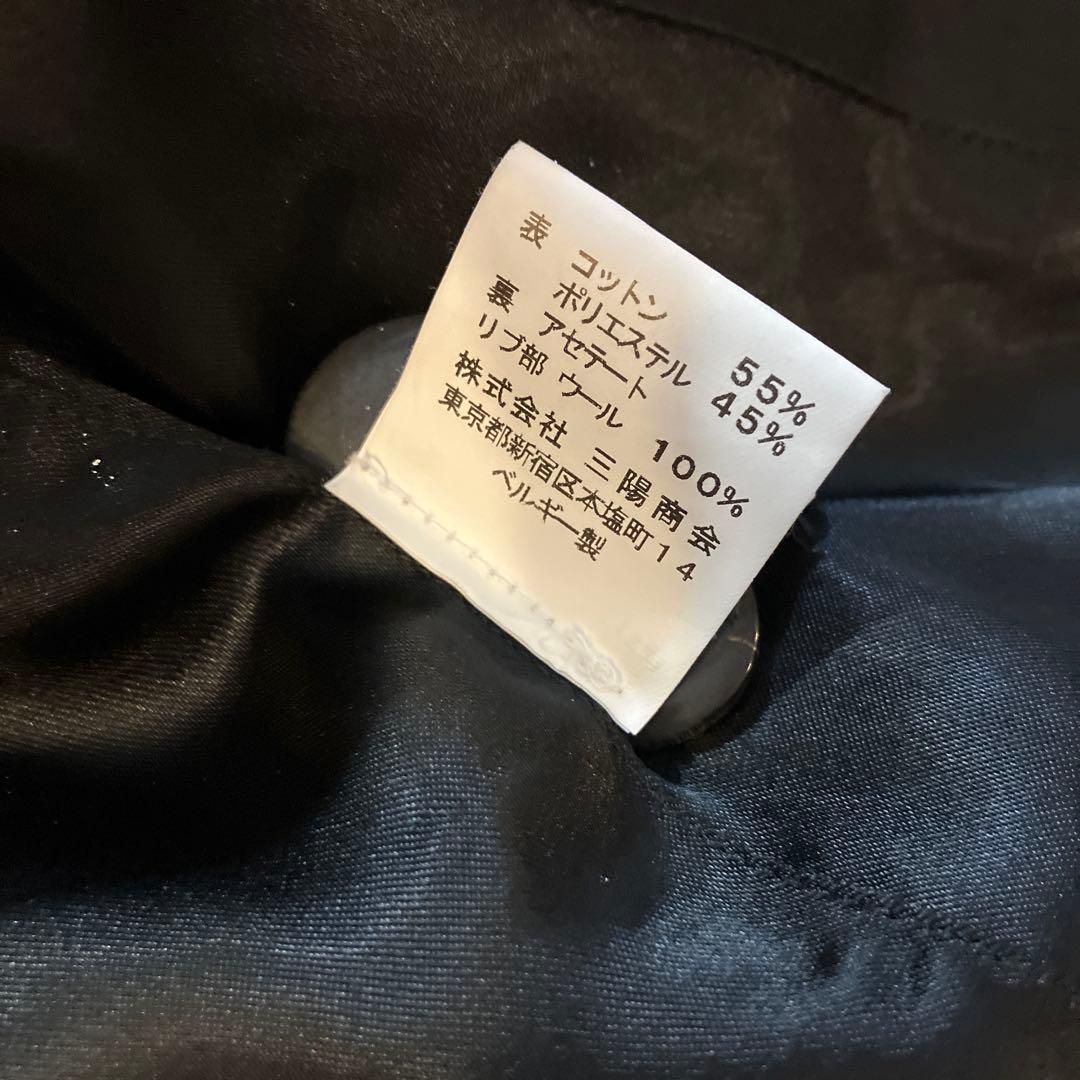 表 コットン 55%
ポリエステル 45%
裏 アセテート
リブ部 ウール 100%
株式会社 三陽商会
東京都新宿区本塩町14
ベルギー製